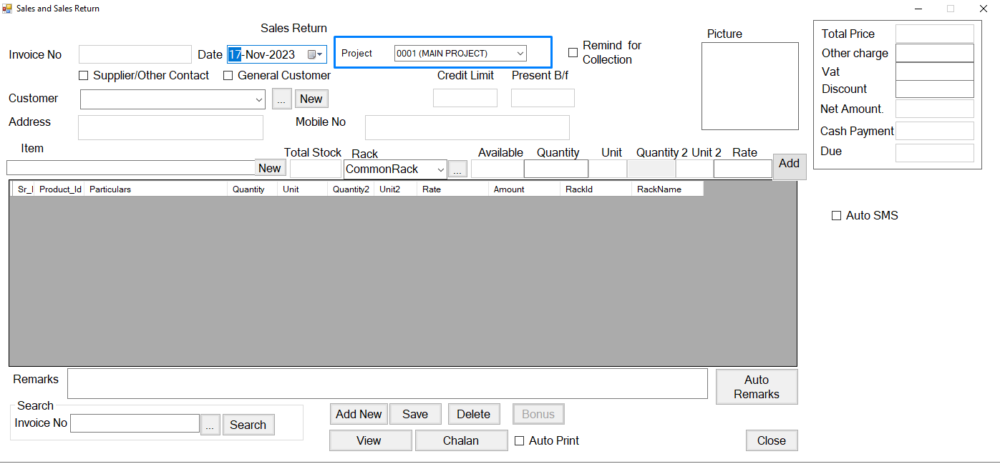 Sales and Sales Return
Sales Return
Invoice No
Date 17-Nov-2023
Project 0001 (MAIN PROJECT)
Remind for
Collection
Picture
Supplier/Other Contact
General Customer
Credit Limit
Present B/f
Customer
...
New
Address
Mobile No
Total Price
Other charge
Vat
Discount
Net Amount.
Cash Payment
Due
Item
Total Stock
Rack
Available
Quantity
Unit
Quantity 2
Unit 2
Rate
New
CommonRack
...
Add
Sr_I Product_Id Particulars Quantity Unit Quantity2 Unit2 Rate Amount RackId RackName
Auto SMS
Remarks
Auto
Remarks
Search
Invoice No
...
Search
Add New
Save
Delete
Bonus
View
Chalan
Auto Print
Close